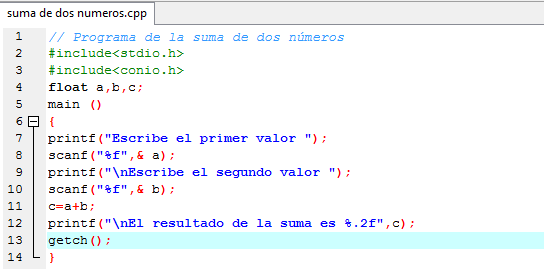 suma de dos numeros.cpp
1 // Programa de la suma de dos números
2 #include<stdio.h>
3 #include<conio.h>
4 float a,b,c;
5 main ()
6 {
7 printf("Escribe el primer valor ");
8 scanf("%f",& a);
9 printf("\nEscribe el segundo valor ");
10 scanf("%f",& b);
11 c=a+b;
12 printf("\nEl resultado de la suma es %.2f",c);
13 getch();
14 }